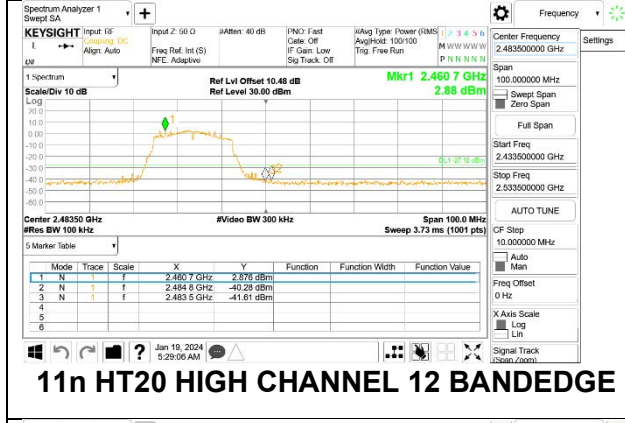 Spectrum Analyzer 1
Swept SA
+
Frequency
KEYSIGHT
Input: RF
Coupling: DC
Align: Auto
Input Z: 50 Ω
Freq Ref: Int (S)
NFE: Adaptive
#Atten: 40 dB
PNO: Fast
Gate: Off
IF Gain: Low
Sig Track: Off
#Avg Type: Power (RMS)
Avg|Hold: 100/100
Trig: Free Run
1 2 3 4 5 6
M W W W W W
P N N N N N
Center Frequency
2.483500000 GHz
Settings
Span
100.000000 MHz
Swept Span
Zero Span
Full Span
Start Freq
2.433500000 GHz
Stop Freq
2.533500000 GHz
AUTO TUNE
CF Step
10.000000 MHz
Auto
Man
Freq Offset
0 Hz
X Axis Scale
Log
Lin
Signal Track
(Span Zoom)
1 Spectrum
Scale/Div 10 dB
Ref Lvl Offset 10.48 dB
Ref Level 30.00 dBm
Mkr1 2.460 7 GHz
2.88 dBm
Log
20.0
10.0
0.00
-10.0
-20.0
-30.0
-40.0
-50.0
-60.0
1
DL1 -27.12 dBm
Center 2.48350 GHz
#Res BW 100 kHz
#Video BW 300 kHz
Span 100.0 MHz
Sweep 3.73 ms (1001 pts)
5 Marker Table
Mode Trace Scale X Y Function Function Width Function Value
1 N 1 f 2.460 7 GHz 2.876 dBm
2 N 1 f 2.484 8 GHz -40.28 dBm
3 N 1 f 2.483 5 GHz -41.61 dBm
4
5
6
?
Jan 19, 2024
5:29:06 AM
11n HT20 HIGH CHANNEL 12 BANDEDGE